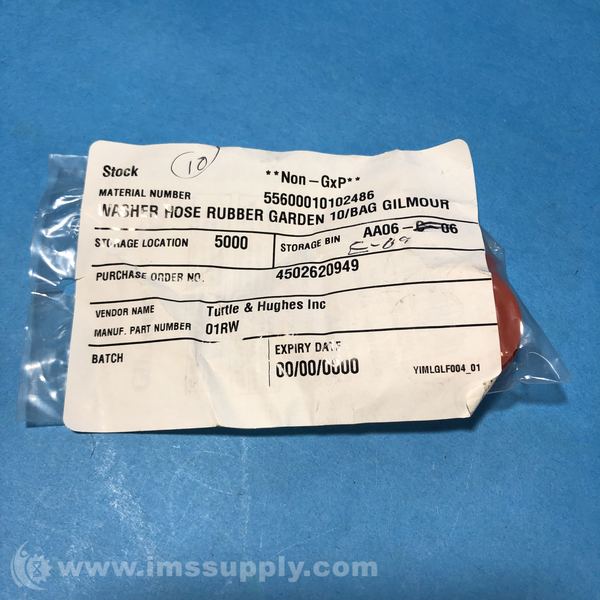 Stock 10 **Non-GxP**
MATERIAL NUMBER 55600010102486
WASHER HOSE RUBBER GARDEN 10/BAG GILMOUR
STORAGE LOCATION 5000 STORAGE BIN AA06- 06
PURCHASE ORDER NO. 4502620949
VENDOR NAME Turtle & Hughes Inc
MANUF. PART NUMBER 01RW
BATCH EXPIRY DATE
00/00/0000 YIMLGLF004_01
www.imssupply.com